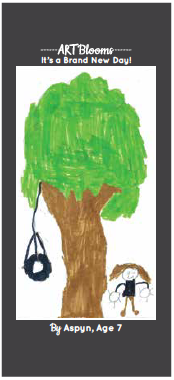 ART Blooms
It's a Brand New Day!
By Aspyn, Age 7